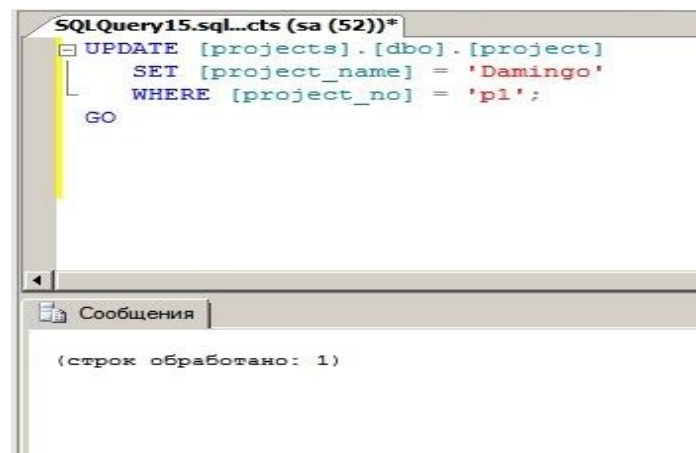 SQLQuery15.sql...cts (sa (52))*
UPDATE [projects].[dbo].[project]
SET [project_name] = 'Damingo'
WHERE [project_no] = 'p1';
GO
Сообщения
(строк обработано: 1)